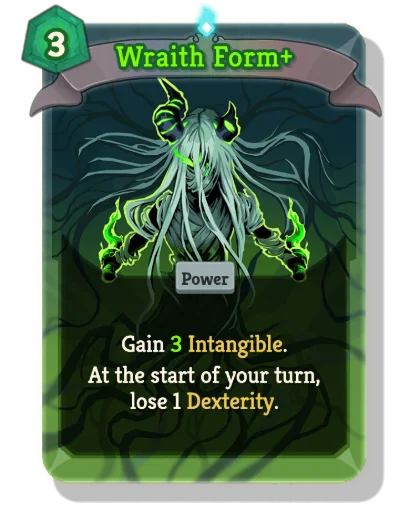 3
Wraith Form+
Power
Gain 3 Intangible.
At the start of your turn,
lose 1 Dexterity.